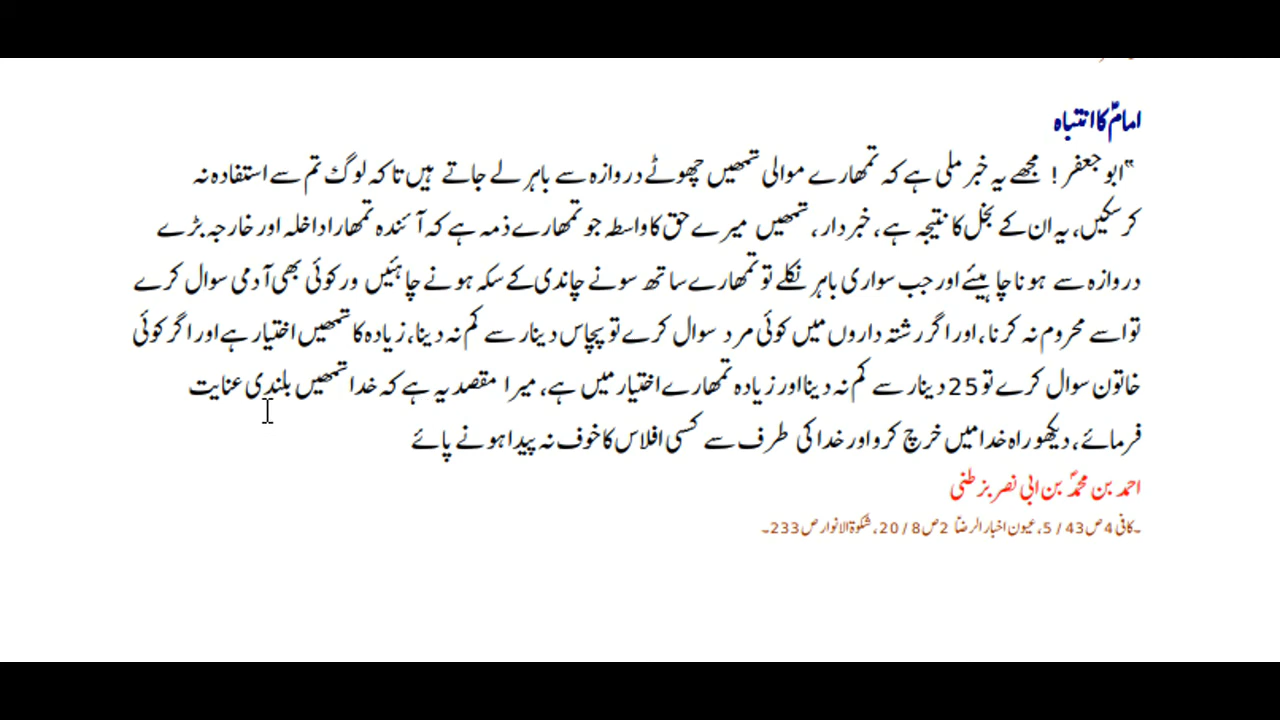 امامؑ کا انتباہ
”ابو جعفر! مجھے یہ خبر ملی ہے کہ تمھارے موالی تمھیں چھوٹے دروازہ سے باہر لے جاتے ہیں تاکہ لوگ تم سے استفادہ نہ
کرسکیں، یہ ان کے بخل کا نتیجہ ہے، خبر دار، تمھیں میرے حق کا واسطہ جو تمھارے ذمہ ہے کہ آئندہ تمھارا داخلہ اور خارجہ بڑے
دروازہ سے ہونا چاہیئے اور جب سواری باہر نکلے تو تمھارے ساتھ سونے چاندی کے سکہ ہونے چاہئیں ورکوئی بھی آدمی سوال کرے
تو اسے محروم نہ کرنا، اور اگر رشتہ داروں میں کوئی مرد سوال کرے تو پچاس دینار سے کم نہ دینا، زیادہ کا تمھیں اختیار ہے اور اگر کوئی
خاتون سوال کرے تو 25 دینار سے کم نہ دینا اور زیادہ تمھارے اختیار میں ہے، میرا مقصد یہ ہے کہ خدا تمھیں بلندی عنایت
فرمائے، دیکھو راہ خدا میں خرچ کرو اور خدا کی طرف سے کسی افلاس کا خوف نہ پیدا ہونے پائے
احمد بن محمدؐ بن ابی نصر بزطنی
۔کافی 4 ص 43 / 5، عیون اخبار الرضاؑ 2 ص 8 / 20، شکوۃ الانوار ص 233۔